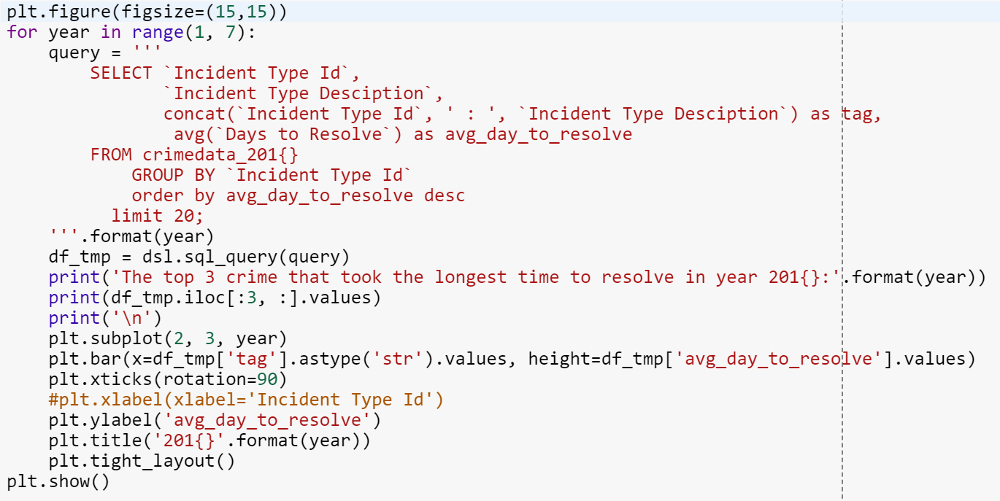 plt.figure(figsize=(15,15))
for year in range(1, 7):
    query = '''
        SELECT `Incident Type Id`,
               `Incident Type Desciption`,
               concat(`Incident Type Id`, ' : ', `Incident Type Desciption`) as tag,
                avg(`Days to Resolve`) as avg_day_to_resolve
        FROM crimedata_201{}
            GROUP BY `Incident Type Id`
            order by avg_day_to_resolve desc
          limit 20;
    '''.format(year)
    df_tmp = dsl.sql_query(query)
    print('The top 3 crime that took the longest time to resolve in year 201{}:'.format(year))
    print(df_tmp.iloc[:3, :].values)
    print('\n')
    plt.subplot(2, 3, year)
    plt.bar(x=df_tmp['tag'].astype('str').values, height=df_tmp['avg_day_to_resolve'].values)
    plt.xticks(rotation=90)
    #plt.xlabel(xlabel='Incident Type Id')
    plt.ylabel('avg_day_to_resolve')
    plt.title('201{}'.format(year))
    plt.tight_layout()
plt.show()